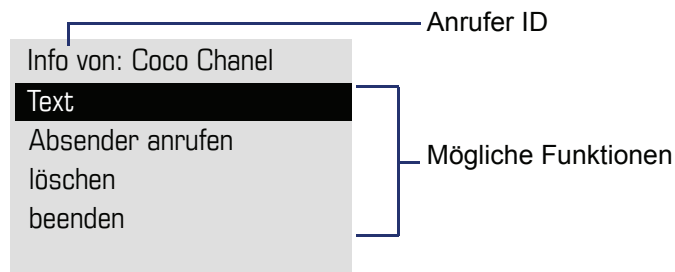 Anrufer ID
Info von: Coco Chanel
Text
Absender anrufen
löschen
beenden
Mögliche Funktionen